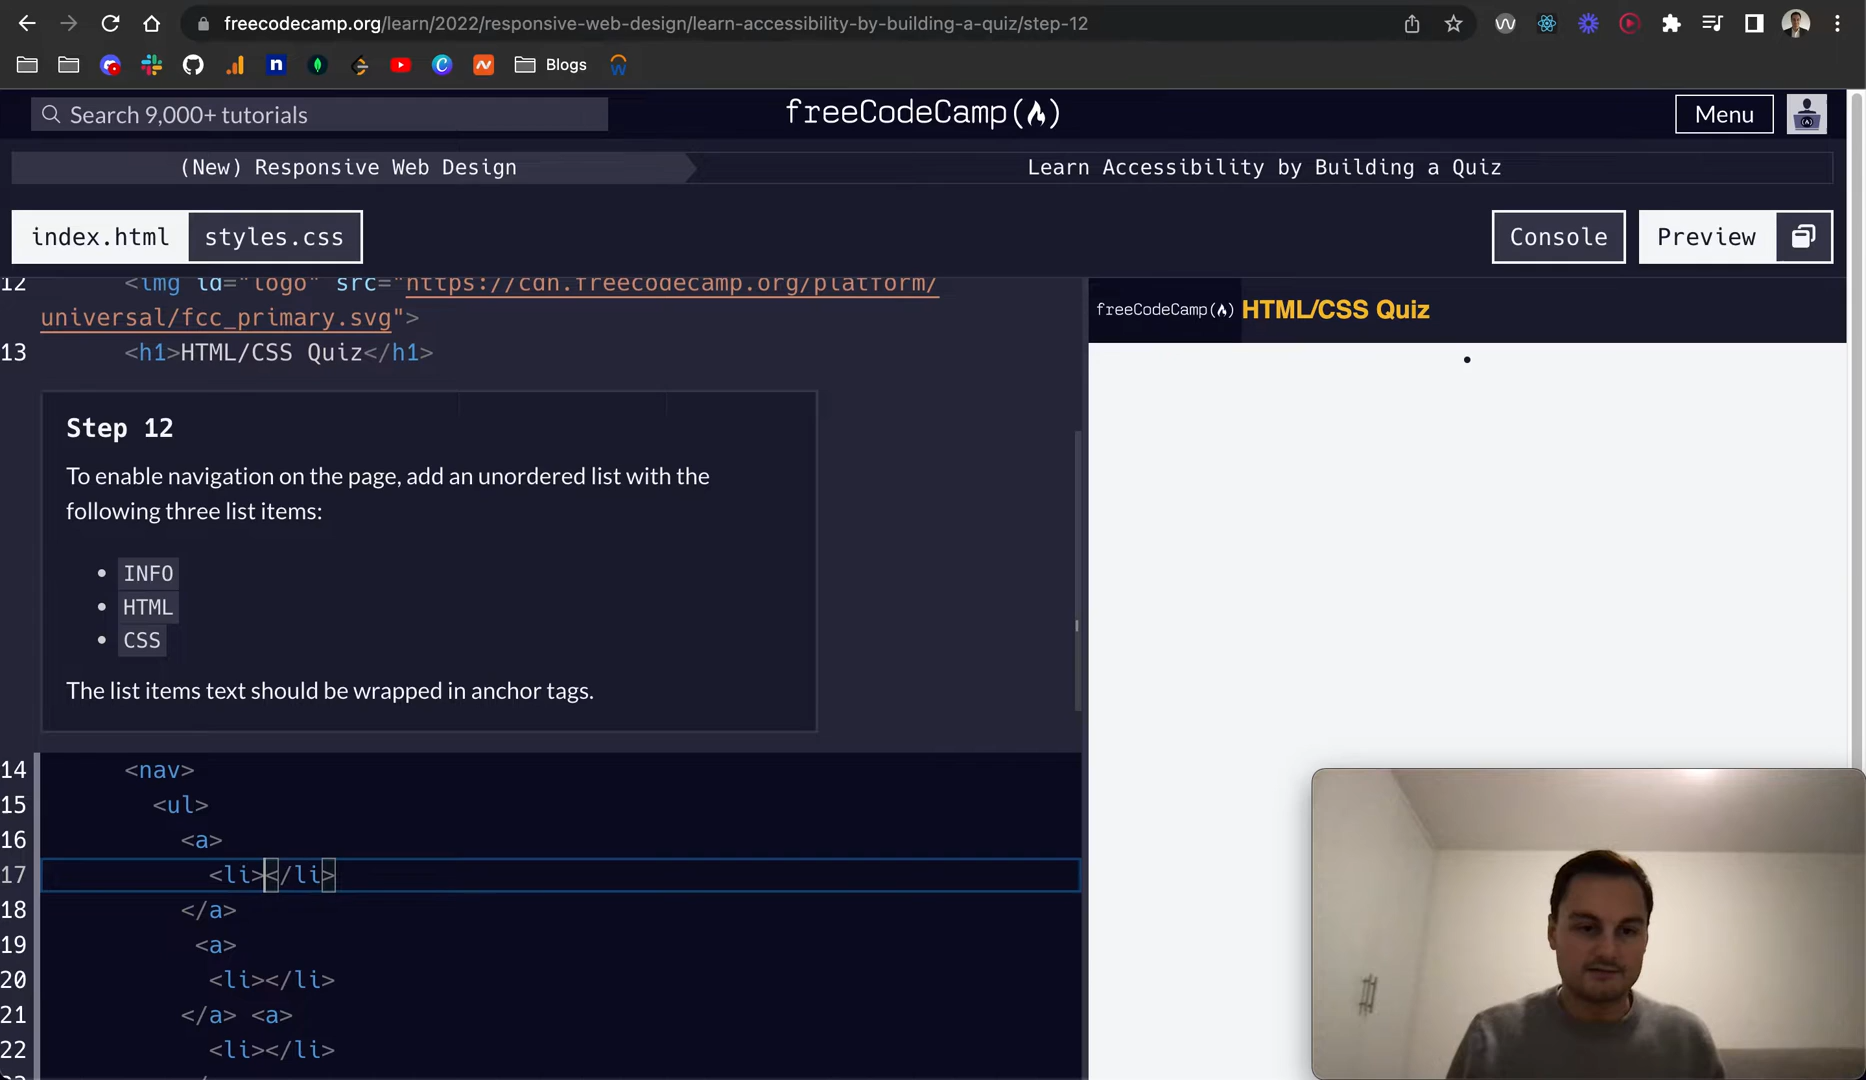 freecodecamp.org/learn/2022/responsive-web-design/learn-accessibility-by-building-a-quiz/step-12
Blogs
Search 9,000+ tutorials
freeCodeCamp
Menu
(New) Responsive Web Design
Learn Accessibility by Building a Quiz
index.html
styles.css
Console
Preview
12 <img id="logo" src="https://cdn.freecodecamp.org/platform/
universal/fcc_primary.svg">
13 <h1>HTML/CSS Quiz</h1>
freeCodeCamp HTML/CSS Quiz
Step 12
To enable navigation on the page, add an unordered list with the
following three list items:
• INFO
• HTML
• CSS
The list items text should be wrapped in anchor tags.
14 <nav>
15 <ul>
16 <a>
17 <li></li>
18 </a>
19 <a>
20 <li></li>
21 </a> <a>
22 <li></li>